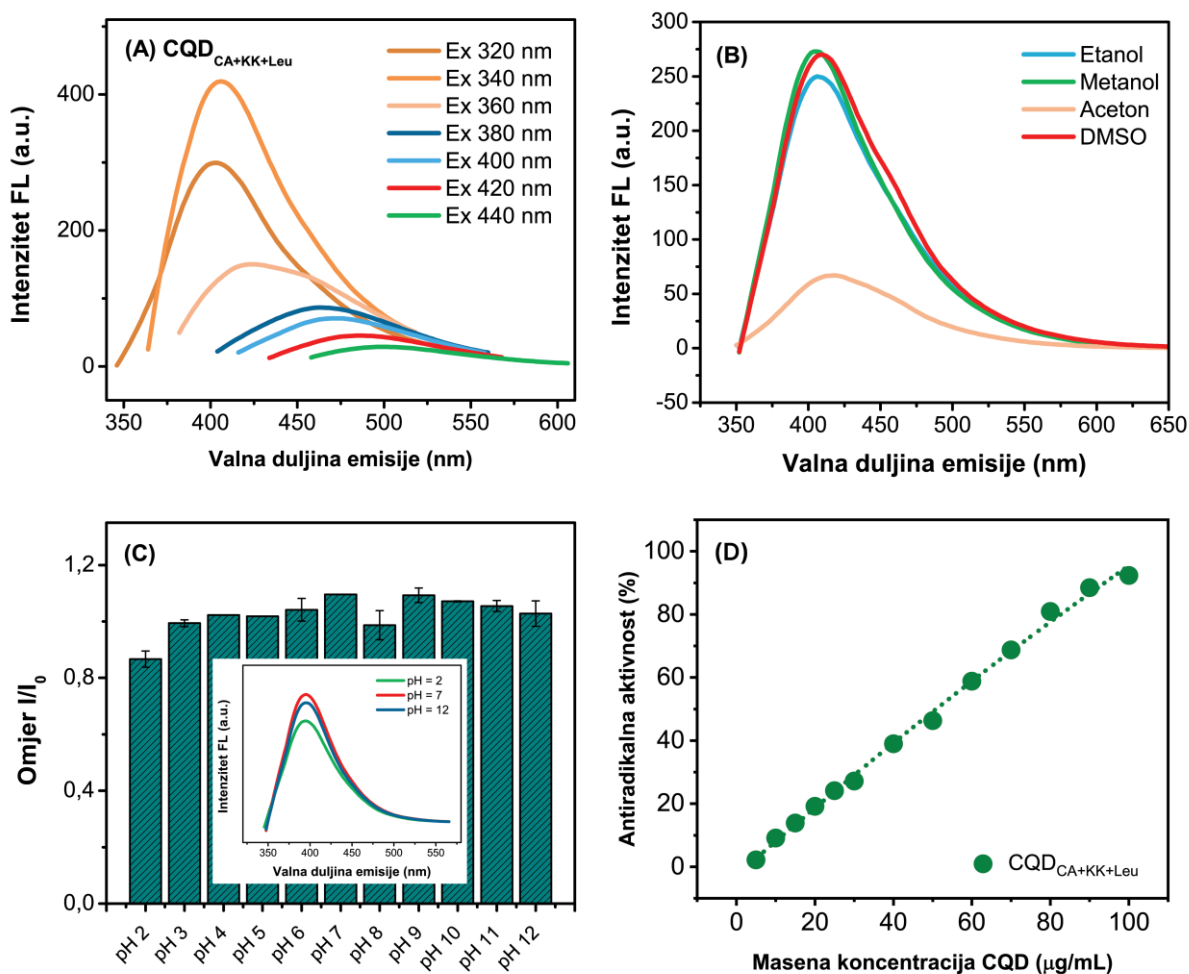 (A) CQD CA+KK+Leu
Ex 320 nm
Ex 340 nm
Ex 360 nm
Ex 380 nm
Ex 400 nm
Ex 420 nm
Ex 440 nm
400
200
0
Intenzitet FL (a.u.)
350 400 450 500 550 600
Valna duljina emisije (nm)
(B)
Etanol
Metanol
Aceton
DMSO
300
250
200
150
100
50
0
-50
Intenzitet FL (a.u.)
350 400 450 500 550 600 650
Valna duljina emisije (nm)
(C)
1,2
0,8
0,4
0,0
Omjer I/I0
pH = 2
pH = 7
pH = 12
Intenzitet FL (a.u.)
350 400 450 500 550
Valna duljina emisije (nm)
pH 2 pH 3 pH 4 pH 5 pH 6 pH 7 pH 8 pH 9 pH 10 pH 11 pH 12
(D)
100
80
60
40
20
0
Antiradikalna aktivnost (%)
CQD CA+KK+Leu
0 20 40 60 80 100
Masena koncentracija CQD (μg/mL)